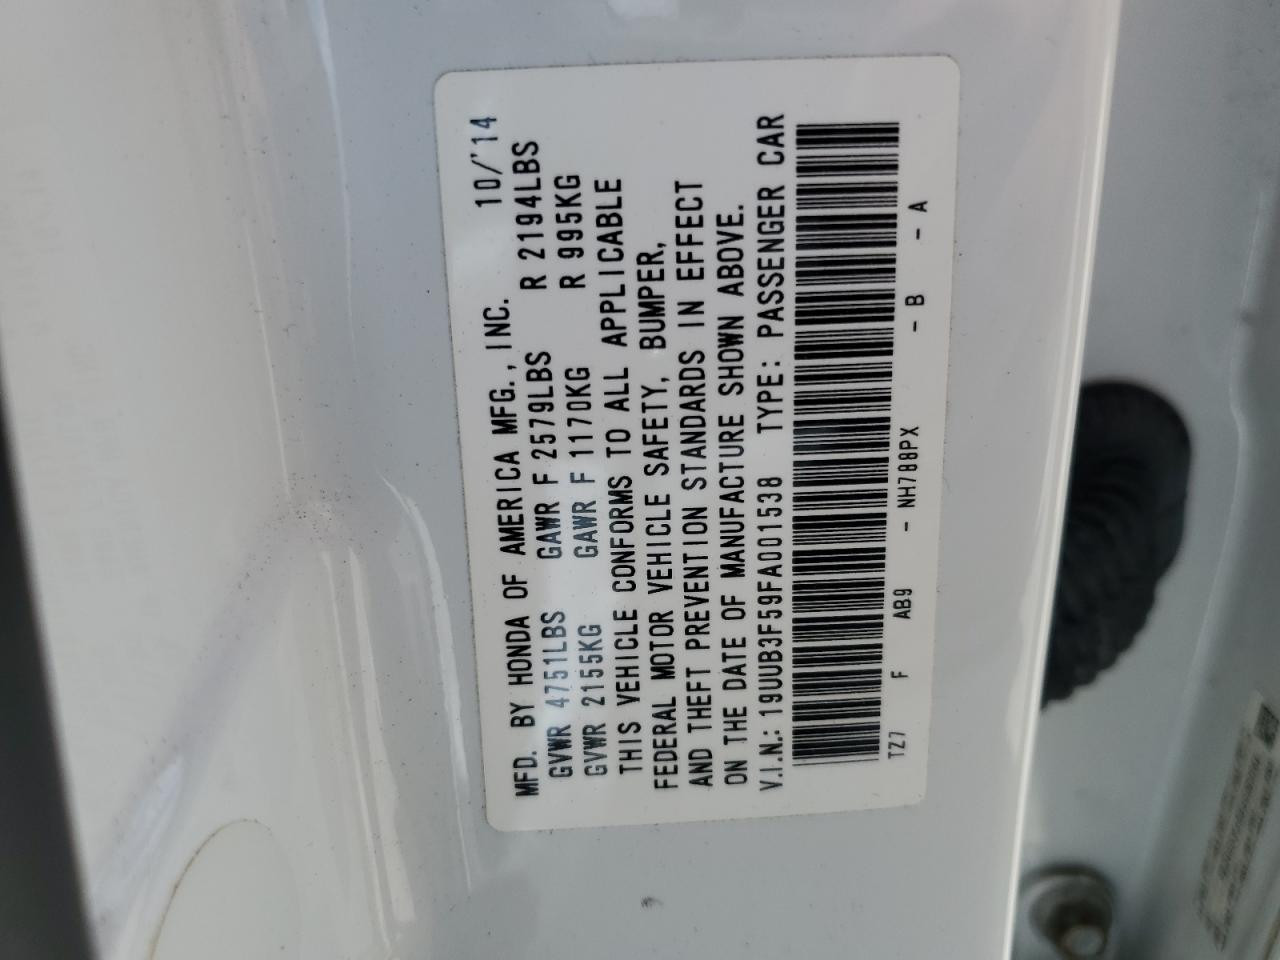 MFD. BY HONDA OF AMERICA MFG., INC. 10/'14
GVWR 4751LBS GAWR F 2579LBS R 2194LBS
GVWR 2155KG GAWR F 1170KG R 995KG
THIS VEHICLE CONFORMS TO ALL APPLICABLE
FEDERAL MOTOR VEHICLE SAFETY, BUMPER,
AND THEFT PREVENTION STANDARDS IN EFFECT
ON THE DATE OF MANUFACTURE SHOWN ABOVE.
V.I.N.: 19UUB3F59FA001538 TYPE: PASSENGER CAR
TZ7 F AB9 - NH788PX - B - A